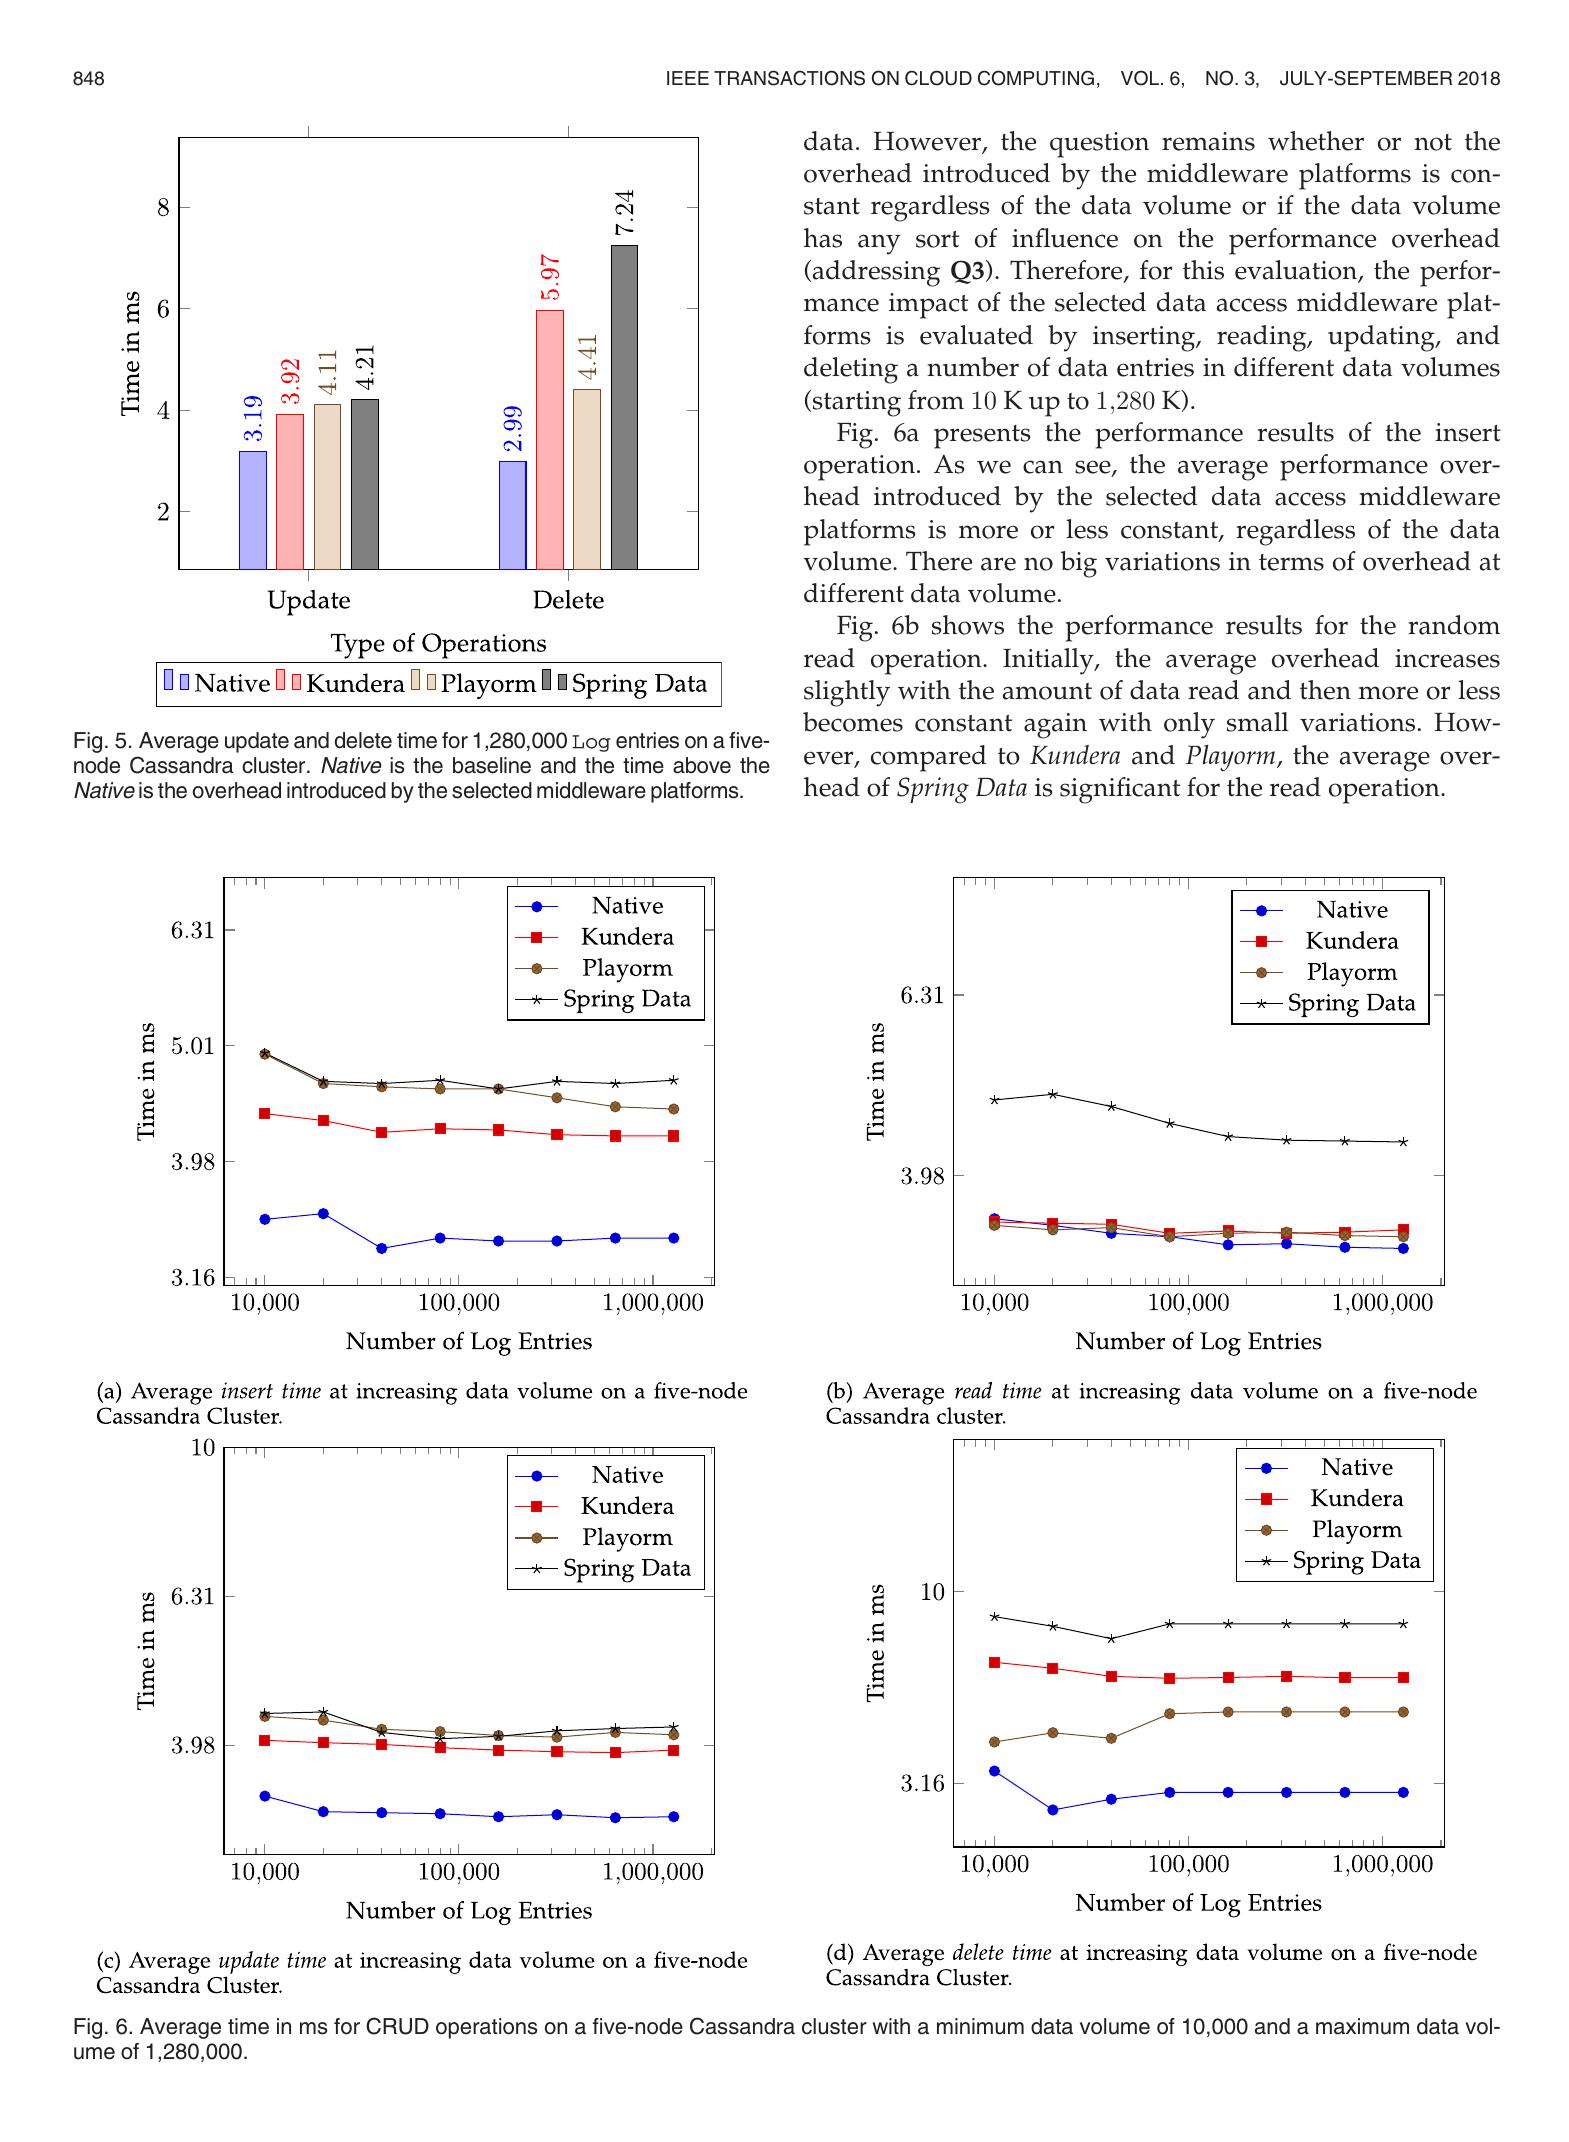 848
IEEE TRANSACTIONS ON CLOUD COMPUTING, VOL. 6, NO. 3, JULY-SEPTEMBER 2018
8
6
4
2
Time in ms
3.19
3.92
4.11
4.21
2.99
5.97
4.41
7.24
Update
Delete
Type of Operations
Native Kundera Playorm Spring Data
Fig. 5. Average update and delete time for 1,280,000 Log entries on a five-
node Cassandra cluster. Native is the baseline and the time above the
Native is the overhead introduced by the selected middleware platforms.
data. However, the question remains whether or not the
overhead introduced by the middleware platforms is con-
stant regardless of the data volume or if the data volume
has any sort of influence on the performance overhead
(addressing Q3). Therefore, for this evaluation, the perfor-
mance impact of the selected data access middleware plat-
forms is evaluated by inserting, reading, updating, and
deleting a number of data entries in different data volumes
(starting from 10 K up to 1,280 K).
Fig. 6a presents the performance results of the insert
operation. As we can see, the average performance over-
head introduced by the selected data access middleware
platforms is more or less constant, regardless of the data
volume. There are no big variations in terms of overhead at
different data volume.
Fig. 6b shows the performance results for the random
read operation. Initially, the average overhead increases
slightly with the amount of data read and then more or less
becomes constant again with only small variations. How-
ever, compared to Kundera and Playorm, the average over-
head of Spring Data is significant for the read operation.
Native
Kundera
Playorm
Spring Data
6.31
5.01
3.98
3.16
Time in ms
10,000
100,000
1,000,000
Number of Log Entries
(a) Average insert time at increasing data volume on a five-node
Cassandra Cluster.
Native
Kundera
Playorm
Spring Data
6.31
3.98
Time in ms
10,000
100,000
1,000,000
Number of Log Entries
(b) Average read time at increasing data volume on a five-node
Cassandra cluster.
Native
Kundera
Playorm
Spring Data
10
6.31
3.98
Time in ms
10,000
100,000
1,000,000
Number of Log Entries
(c) Average update time at increasing data volume on a five-node
Cassandra Cluster.
Native
Kundera
Playorm
Spring Data
10
3.16
Time in ms
10,000
100,000
1,000,000
Number of Log Entries
(d) Average delete time at increasing data volume on a five-node
Cassandra Cluster.
Fig. 6. Average time in ms for CRUD operations on a five-node Cassandra cluster with a minimum data volume of 10,000 and a maximum data vol-
ume of 1,280,000.